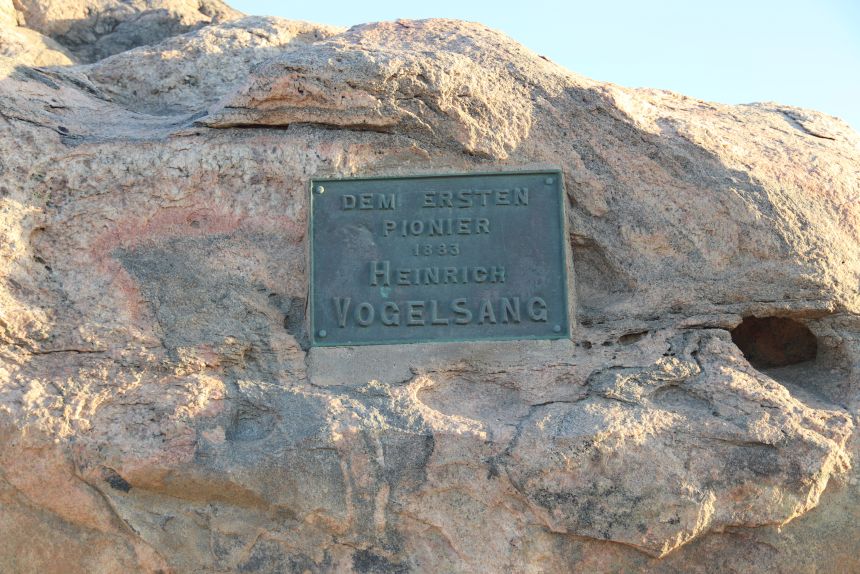 DEM ERSTEN
PIONIER
1883
HEINRICH
VOGELSANG